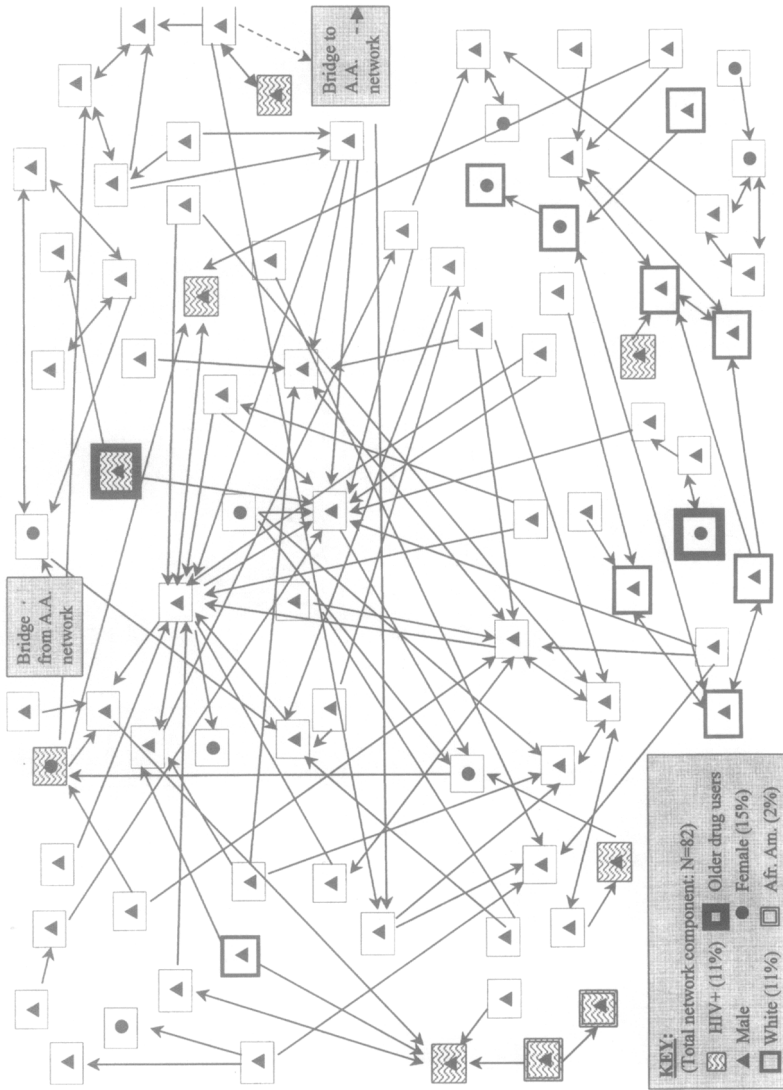 Bridge
from A.A.
network
Bridge to
A.A.
network
KEY:
(Total network component: N=82)
HIV+ (11%)
Older drug users
Male
Female (15%)
White (11%)
Afr. Am. (2%)